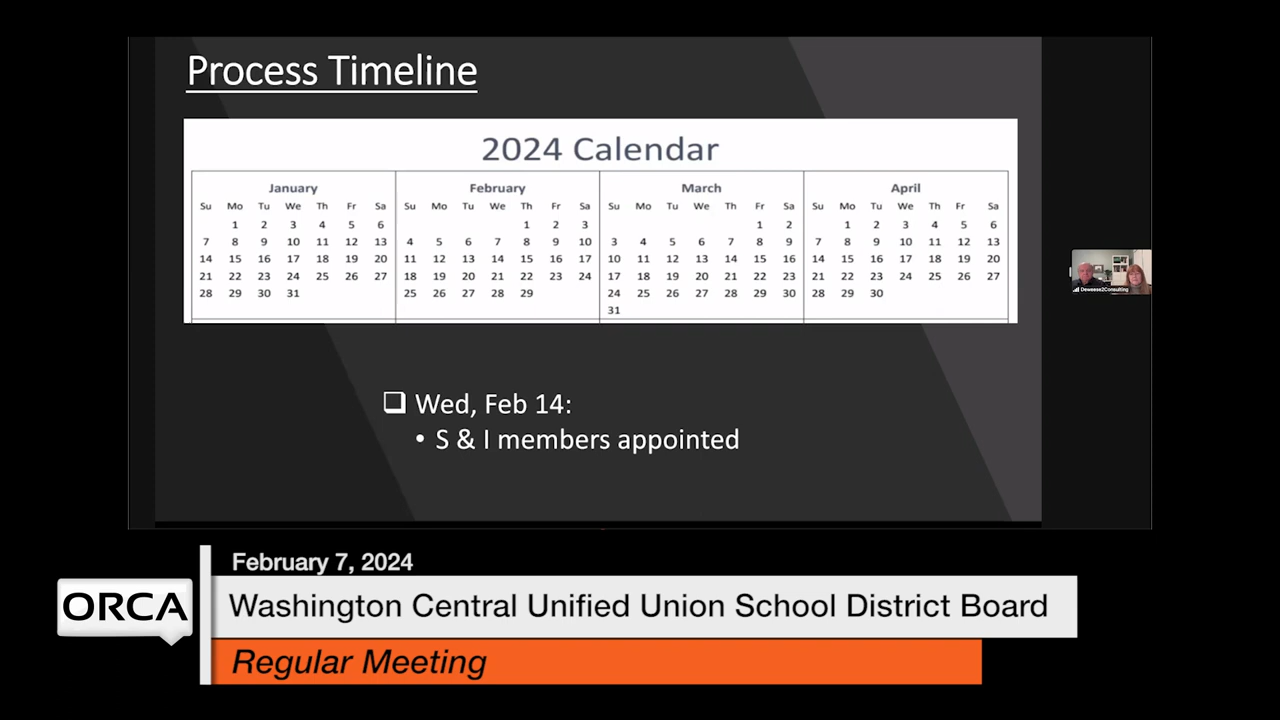 Process Timeline
2024 Calendar
January February March April
Su Mo Tu We Th Fr Sa Su Mo Tu We Th Fr Sa Su Mo Tu We Th Fr Sa Su Mo Tu We Th Fr Sa
1 2 3 4 5 6 1 2 3 1 2 1 2 3 4 5 6
7 8 9 10 11 12 13 4 5 6 7 8 9 10 3 4 5 6 7 8 9 7 8 9 10 11 12 13
14 15 16 17 18 19 20 11 12 13 14 15 16 17 10 11 12 13 14 15 16 14 15 16 17 18 19 20
21 22 23 24 25 26 27 18 19 20 21 22 23 24 17 18 19 20 21 22 23 21 22 23 24 25 26 27
28 29 30 31 25 26 27 28 29 24 25 26 27 28 29 30 28 29 30
31
Deweese2Consulting
❑ Wed, Feb 14:
• S & I members appointed
February 7, 2024
ORCA
Washington Central Unified Union School District Board
Regular Meeting